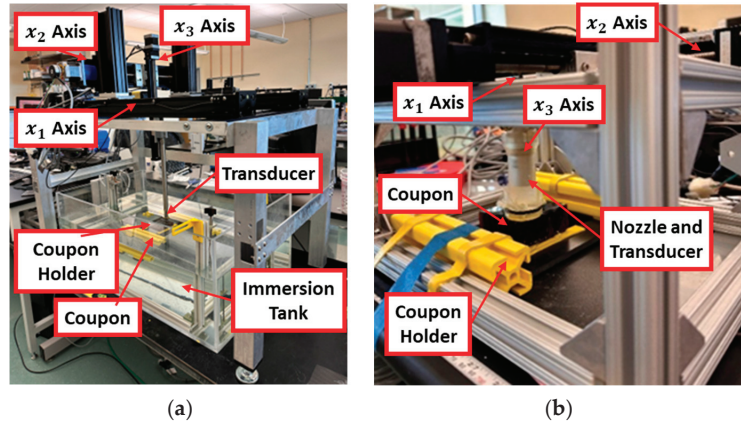 x₂ Axis
x₃ Axis
x₁ Axis
Transducer
Coupon
Holder
Coupon
Immersion
Tank
(a)
x₂ Axis
x₁ Axis
x₃ Axis
Coupon
Nozzle and
Transducer
Coupon
Holder
(b)